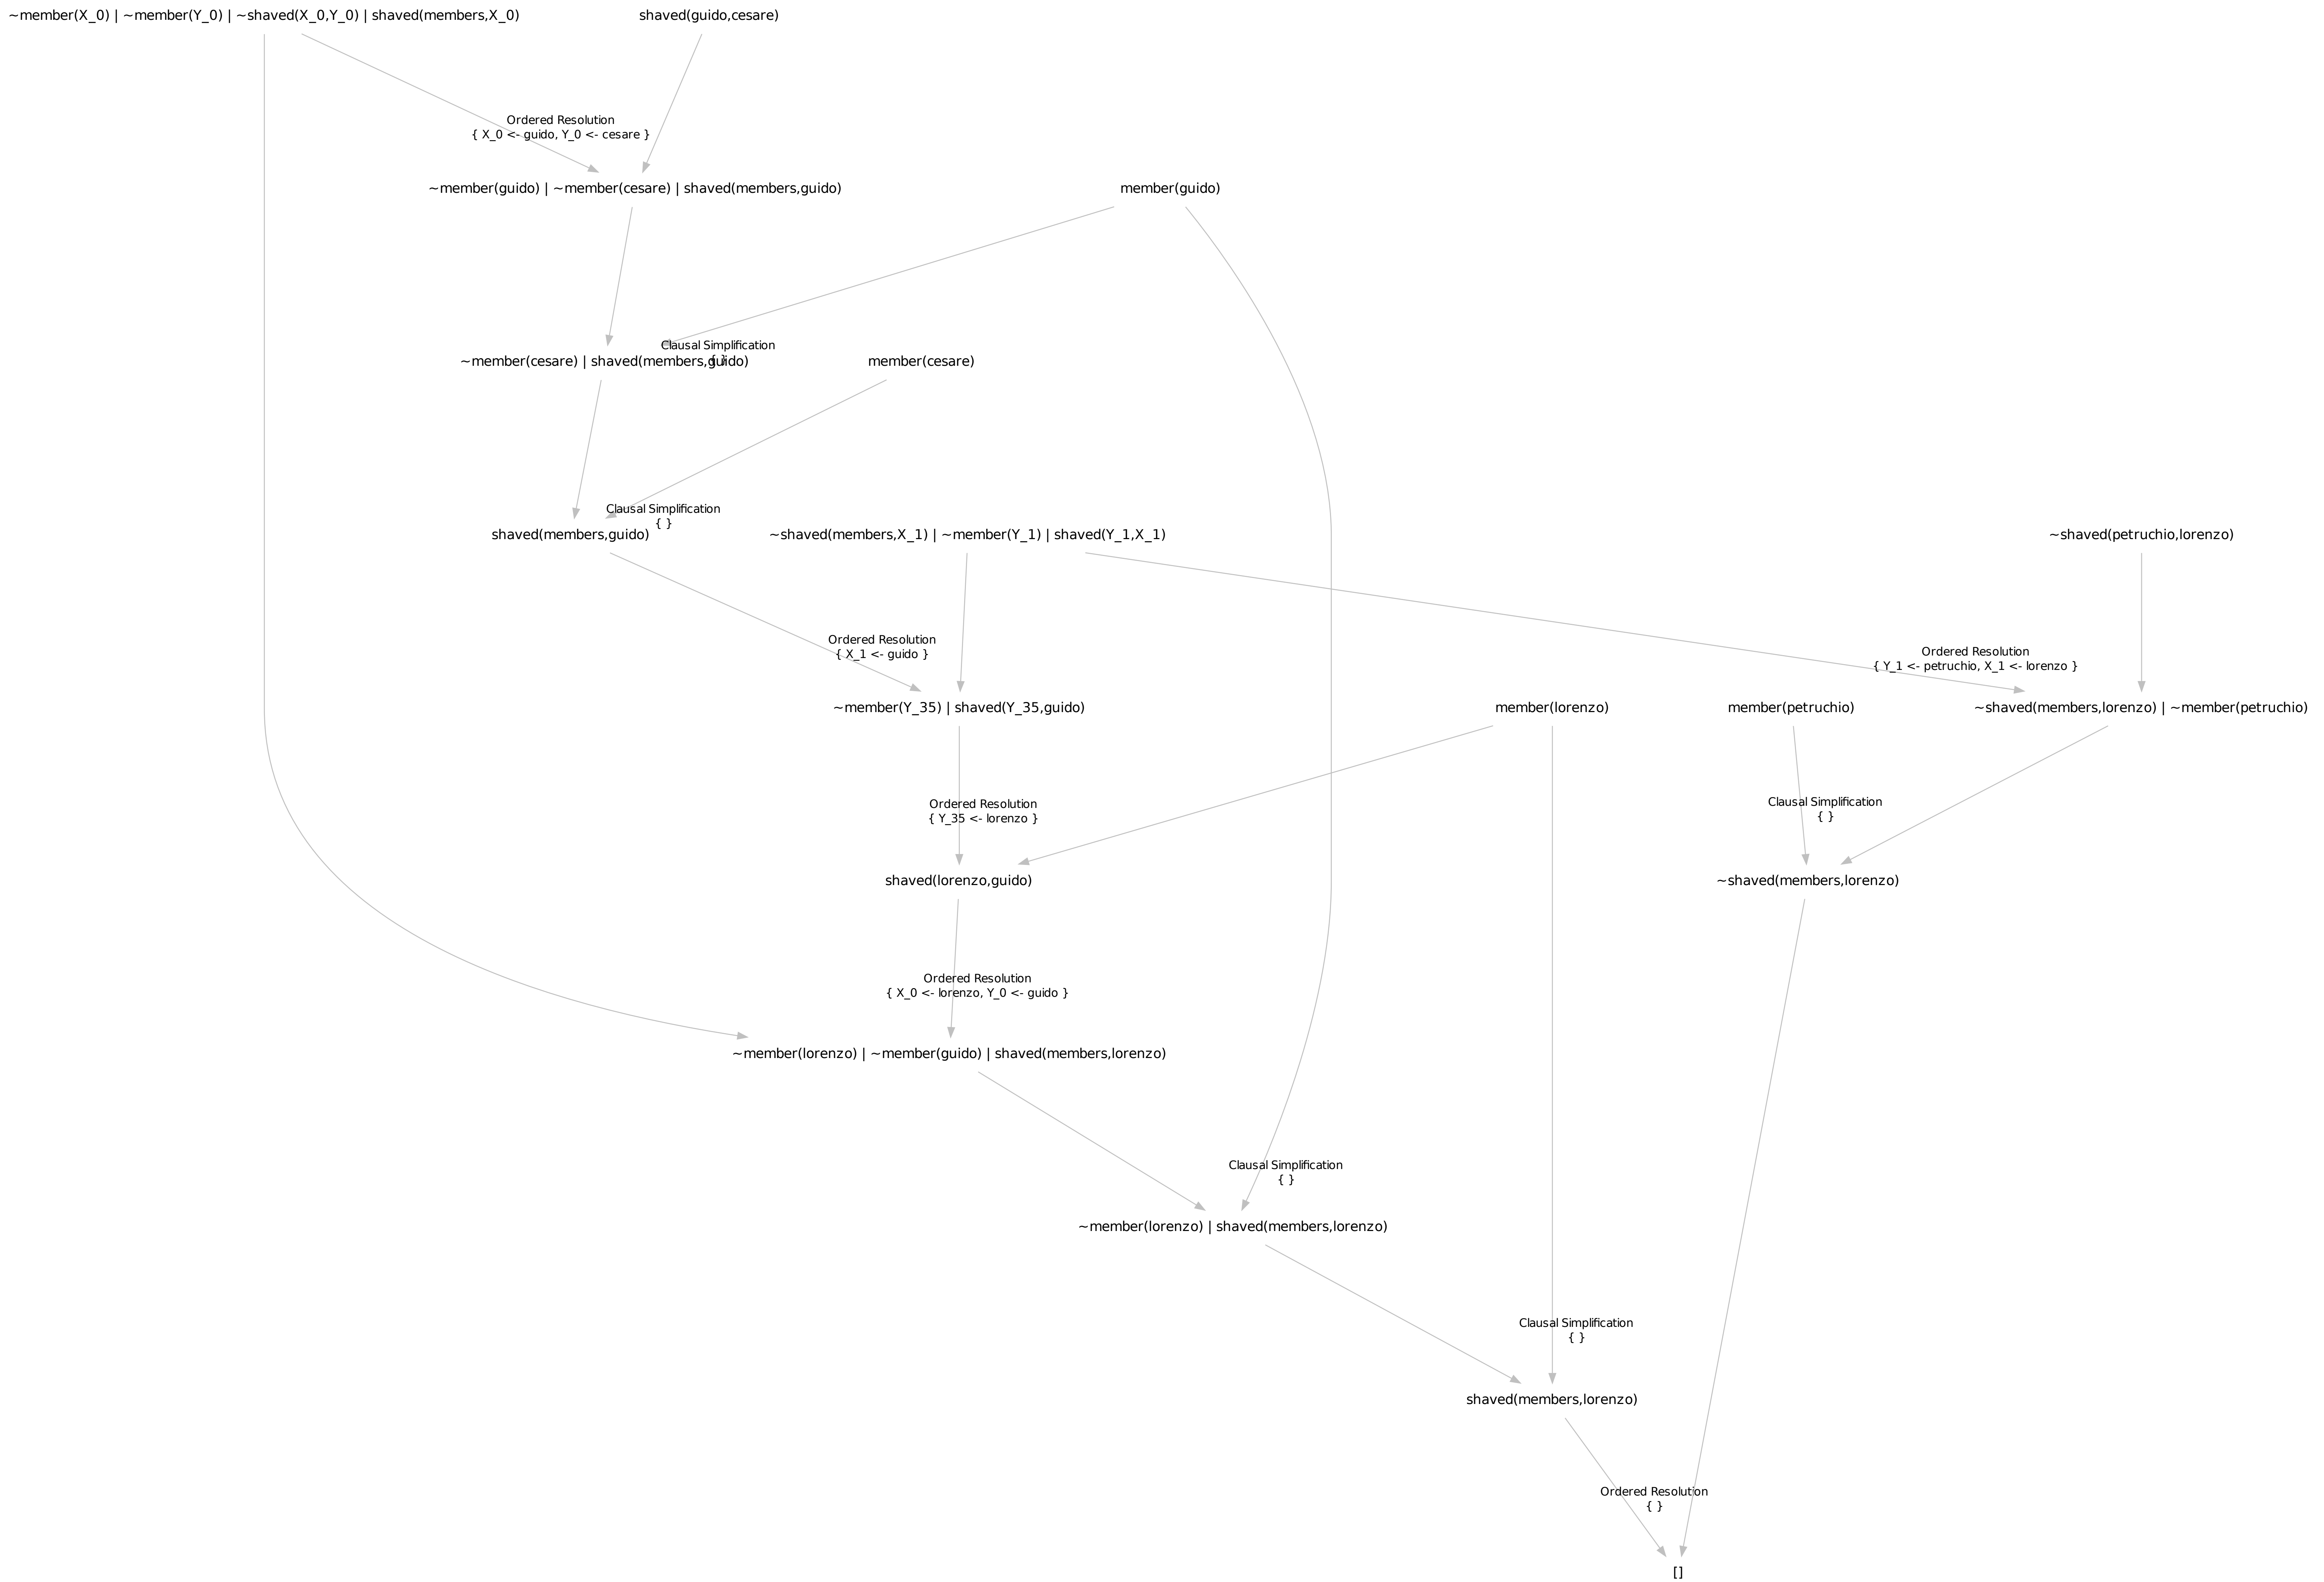 ~member(X_0) | ~member(Y_0) | ~shaved(X_0,Y_0) | shaved(members,X_0)
shaved(guido,cesare)
Ordered Resolution
{ X_0 <- guido, Y_0 <- cesare }
~member(guido) | ~member(cesare) | shaved(members,guido)
member(guido)
Clausal Simplification
{ }
~member(cesare) | shaved(members,guido)
member(cesare)
Clausal Simplification
{ }
shaved(members,guido)
~shaved(members,X_1) | ~member(Y_1) | shaved(Y_1,X_1)
~shaved(petruchio,lorenzo)
Ordered Resolution
{ X_1 <- guido }
Ordered Resolution
{ Y_1 <- petruchio, X_1 <- lorenzo }
~member(Y_35) | shaved(Y_35,guido)
member(lorenzo)
member(petruchio)
~shaved(members,lorenzo) | ~member(petruchio)
Ordered Resolution
{ Y_35 <- lorenzo }
Clausal Simplification
{ }
shaved(lorenzo,guido)
~shaved(members,lorenzo)
Ordered Resolution
{ X_0 <- lorenzo, Y_0 <- guido }
~member(lorenzo) | ~member(guido) | shaved(members,lorenzo)
Clausal Simplification
{ }
~member(lorenzo) | shaved(members,lorenzo)
Clausal Simplification
{ }
shaved(members,lorenzo)
Ordered Resolution
{ }
[]